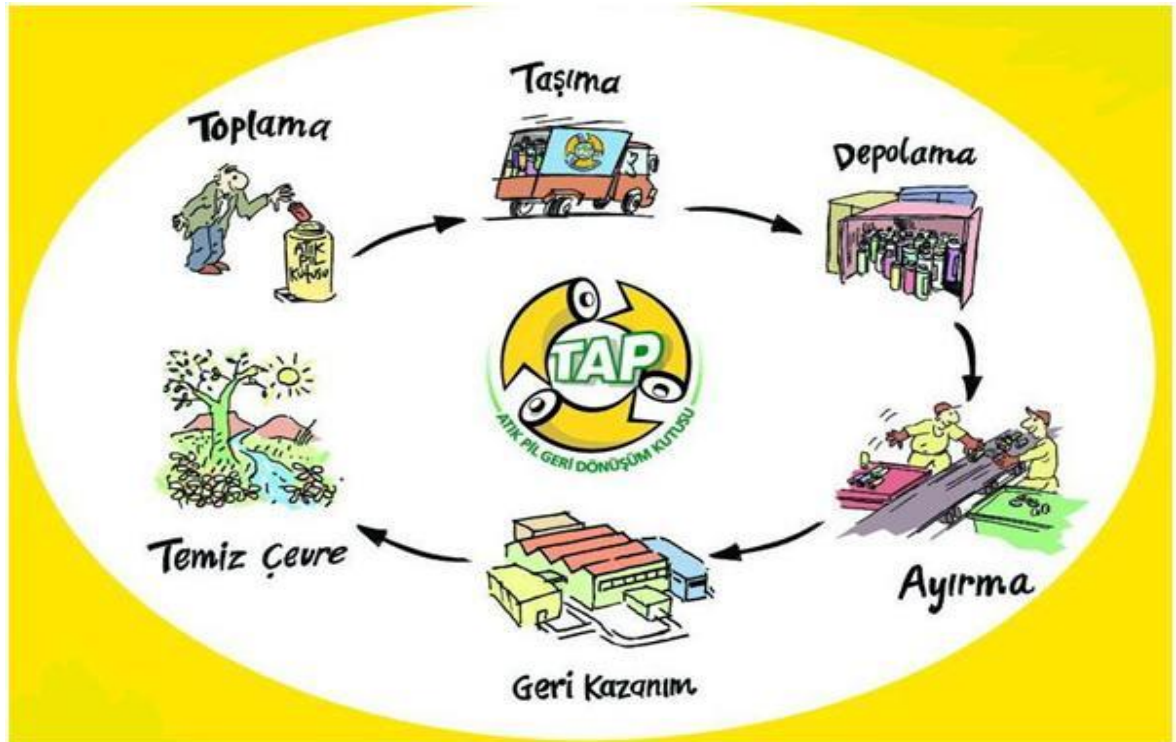 Toplama
Taşıma
Depolama
ATIK
PİL
KUTUSU
TAP
ATIK PİL GERİ DÖNÜŞÜM KUTUSU
Temiz Çevre
Geri Kazanım
Ayırma